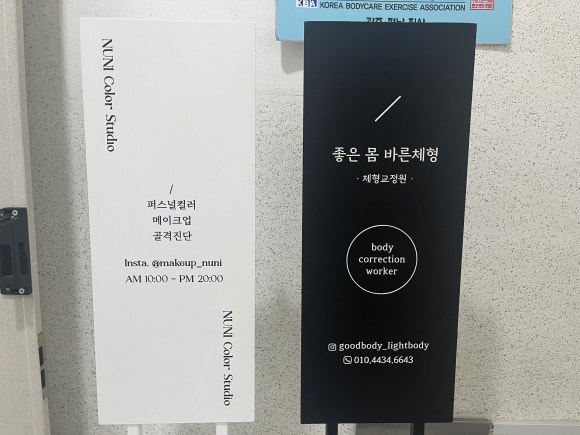 KBA KOREA BODYCARE EXERCISE ASSOCIATION
NUNI Color Studio
/
퍼스널컬러
메이크업
골격진단
Insta. @makeup_nuni
AM 10:00 - PM 20:00
NUNI Color Studio
좋은 몸 바른체형
· 체형교정원 ·
body
correction
worker
goodbody_lightbody
010.4434.6643